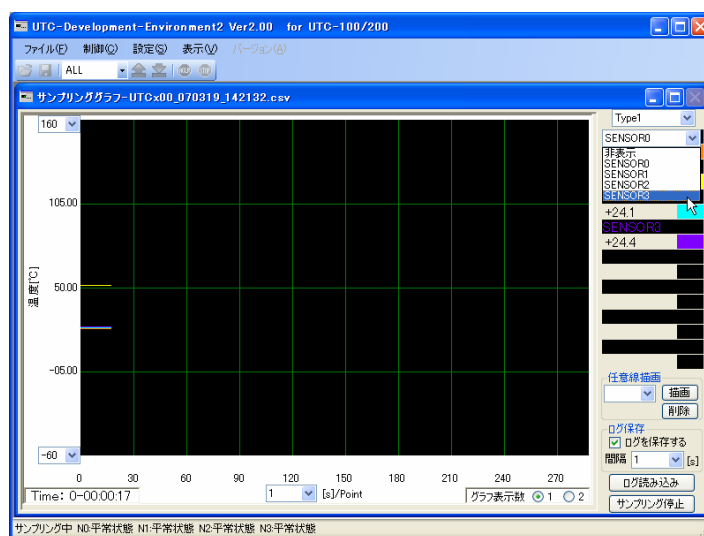 UTC-Development-Environment2 Ver2.00 for UTC-100/200
ファイル(F) 制御(C) 設定(S) 表示(V) バージョン(A)
ALL
サンプリンググラフ-UTCx00_070319_142132.csv
Type1
160
SENSOR0
非表示
SENSOR0
SENSOR1
SENSOR2
SENSOR3
105.00
+24.1
SENSOR3
+24.4
温度[℃]
50.00
-05.00
任意線描画
描画
削除
ログ保存
ログを保存する
-60
間隔 1 [s]
0 30 60 90 120 150 180 210 240 270
ログ読み込み
Time: 0-00:00:17
1 [s]/Point
グラフ表示数 1 2
サンプリング停止
サンプリング中 N0:平常状態 N1:平常状態 N2:平常状態 N3:平常状態